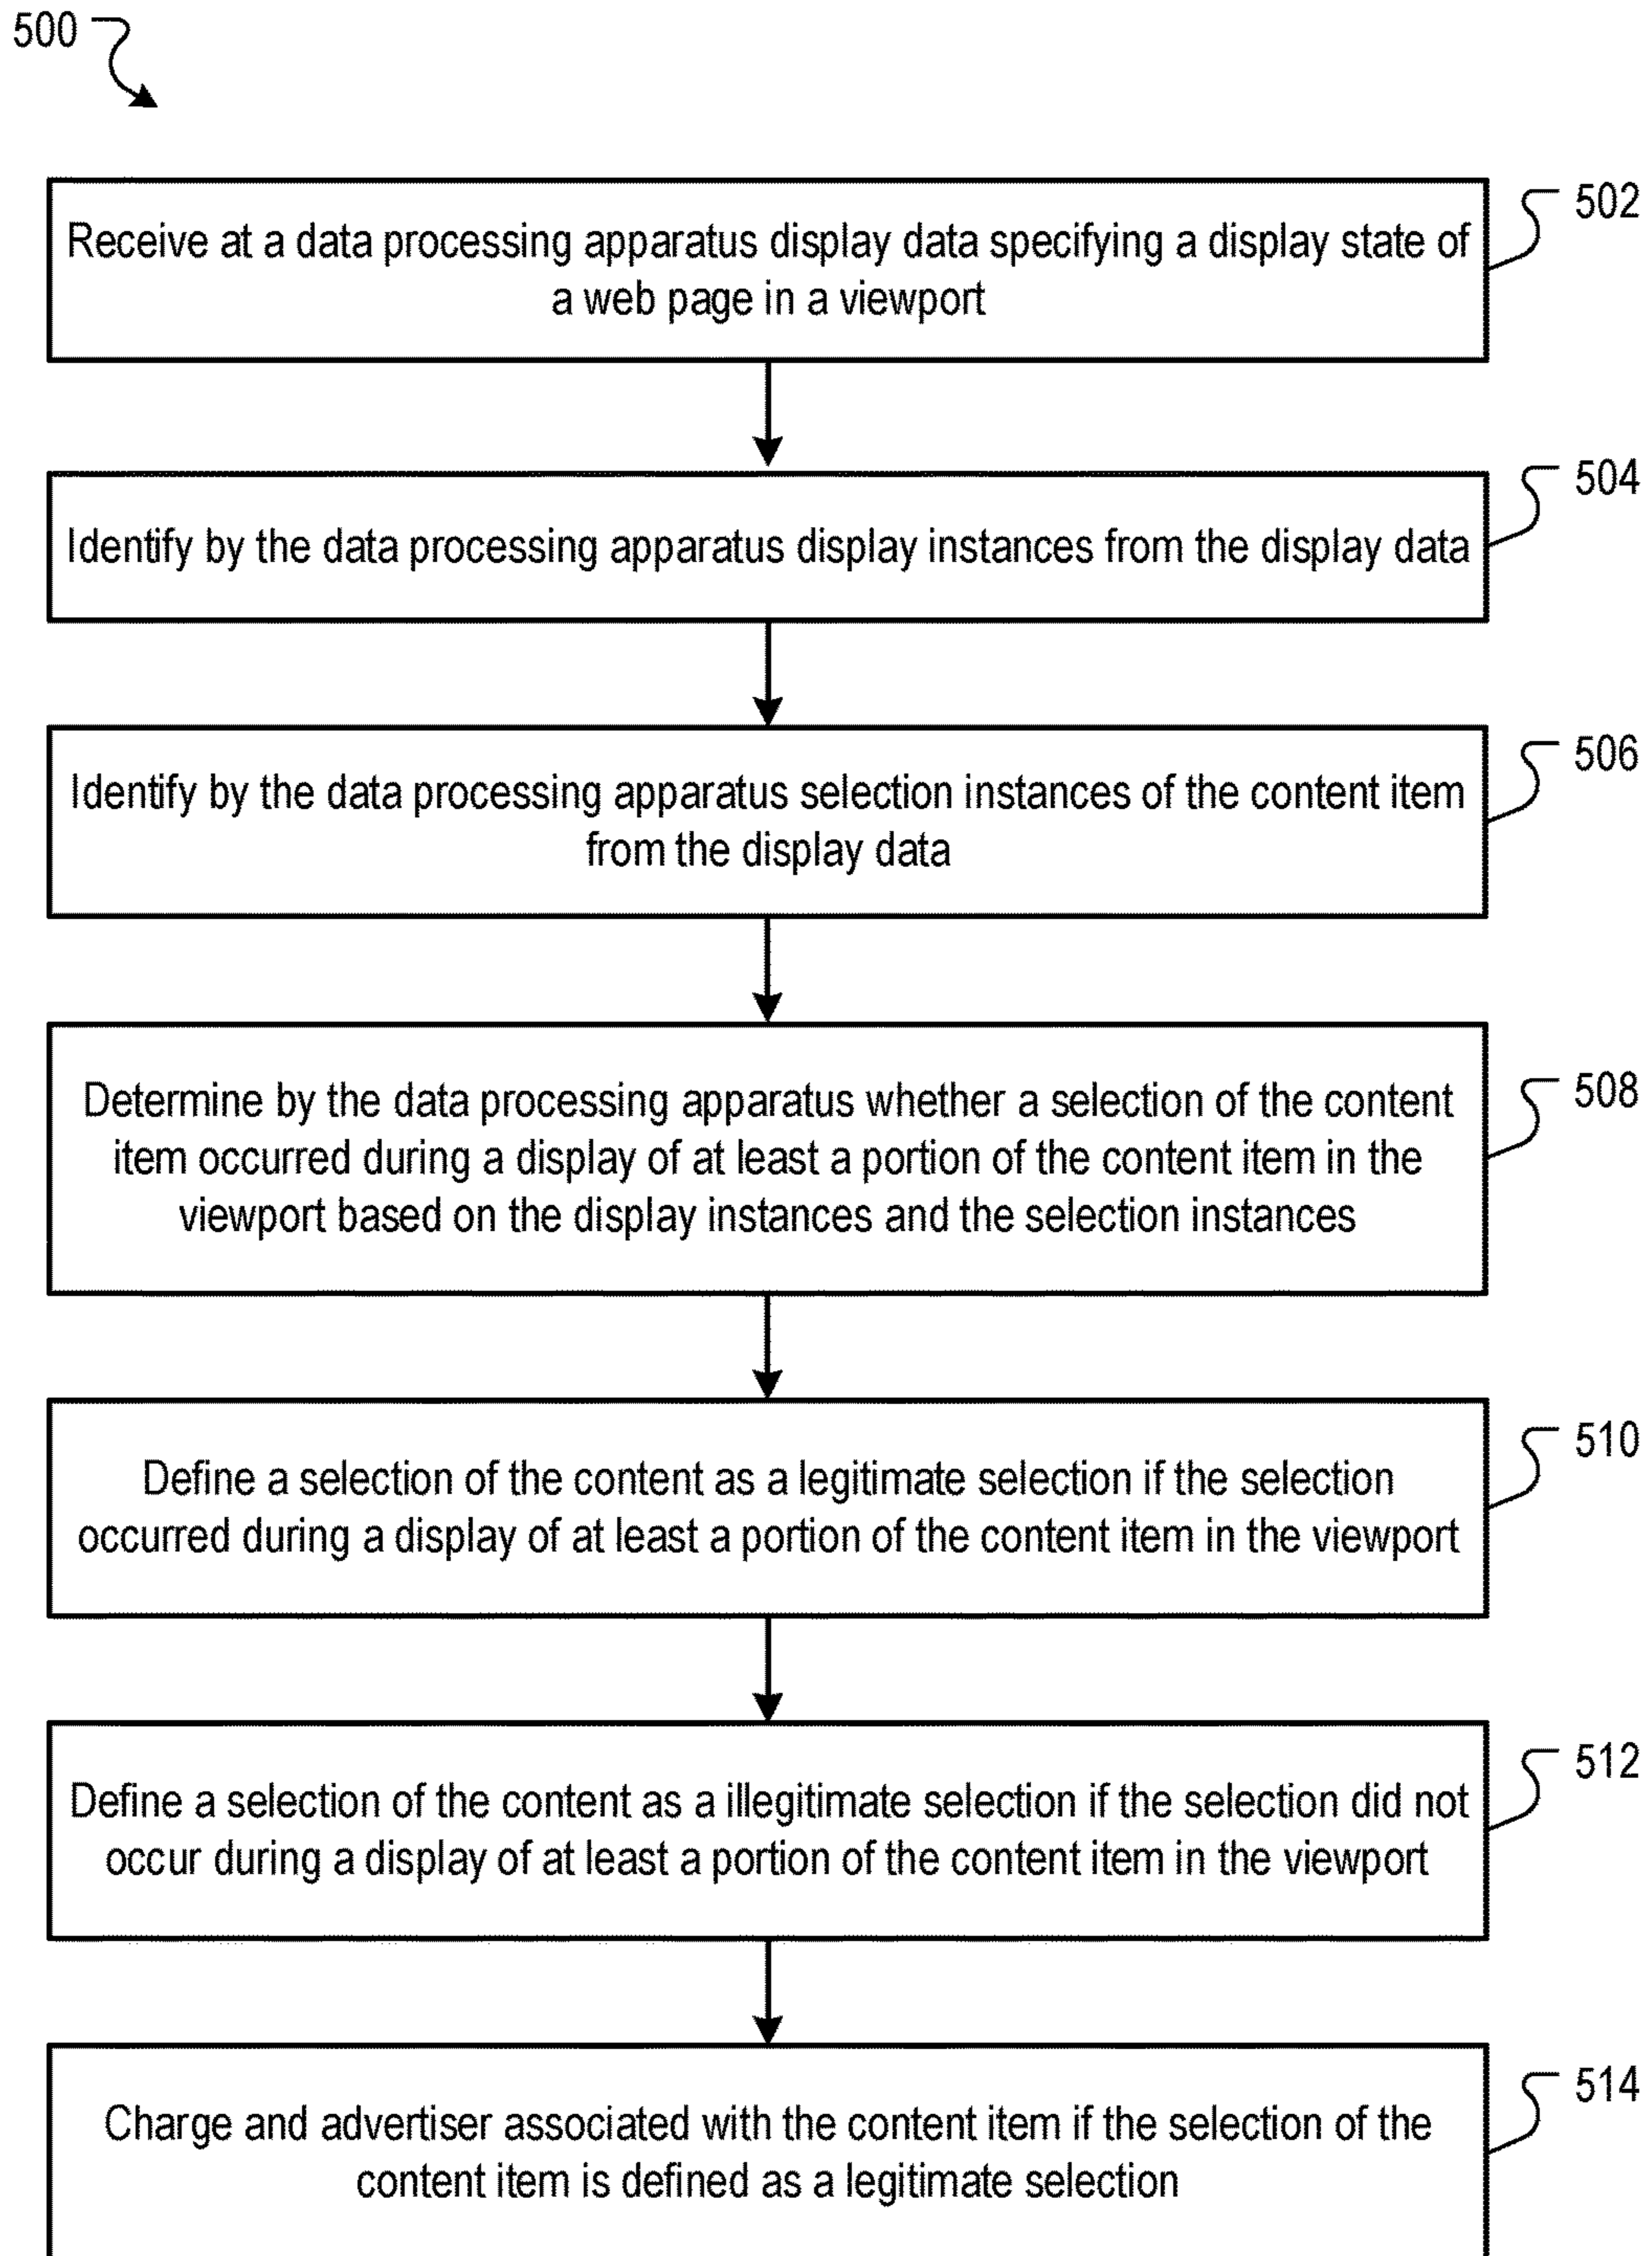 500
502
Receive at a data processing apparatus display data specifying a display state of
a web page in a viewport
504
Identify by the data processing apparatus display instances from the display data
506
Identify by the data processing apparatus selection instances of the content item
from the display data
508
Determine by the data processing apparatus whether a selection of the content
item occurred during a display of at least a portion of the content item in the
viewport based on the display instances and the selection instances
510
Define a selection of the content as a legitimate selection if the selection
occurred during a display of at least a portion of the content item in the viewport
512
Define a selection of the content as a illegitimate selection if the selection did not
occur during a display of at least a portion of the content item in the viewport
514
Charge and advertiser associated with the content item if the selection of the
content item is defined as a legitimate selection